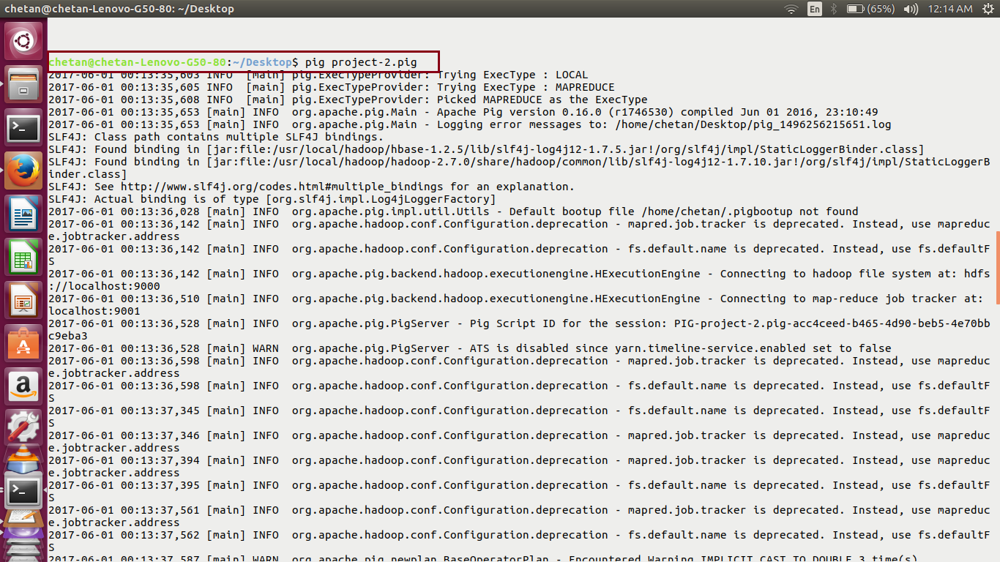 chetan@chetan-Lenovo-G50-80: ~/Desktop
En
(65%)
12:14 AM
chetan@chetan-Lenovo-G50-80:~/Desktop$ pig project-2.pig
2017-06-01 00:13:35,603 INFO  [main] pig.ExecTypeProvider: Trying ExecType : LOCAL
2017-06-01 00:13:35,605 INFO  [main] pig.ExecTypeProvider: Trying ExecType : MAPREDUCE
2017-06-01 00:13:35,608 INFO  [main] pig.ExecTypeProvider: Picked MAPREDUCE as the ExecType
2017-06-01 00:13:35,653 [main] INFO  org.apache.pig.Main - Apache Pig version 0.16.0 (r1746530) compiled Jun 01 2016, 23:10:49
2017-06-01 00:13:35,653 [main] INFO  org.apache.pig.Main - Logging error messages to: /home/chetan/Desktop/pig_1496256215651.log
SLF4J: Class path contains multiple SLF4J bindings.
SLF4J: Found binding in [jar:file:/usr/local/hadoop/hbase-1.2.5/lib/slf4j-log4j12-1.7.5.jar!/org/slf4j/impl/StaticLoggerBinder.class]
SLF4J: Found binding in [jar:file:/usr/local/hadoop/hadoop-2.7.0/share/hadoop/common/lib/slf4j-log4j12-1.7.10.jar!/org/slf4j/impl/StaticLoggerB
inder.class]
SLF4J: See http://www.slf4j.org/codes.html#multiple_bindings for an explanation.
SLF4J: Actual binding is of type [org.slf4j.impl.Log4jLoggerFactory]
2017-06-01 00:13:36,028 [main] INFO  org.apache.pig.impl.util.Utils - Default bootup file /home/chetan/.pigbootup not found
2017-06-01 00:13:36,142 [main] INFO  org.apache.hadoop.conf.Configuration.deprecation - mapred.job.tracker is deprecated. Instead, use mapreduc
e.jobtracker.address
2017-06-01 00:13:36,142 [main] INFO  org.apache.hadoop.conf.Configuration.deprecation - fs.default.name is deprecated. Instead, use fs.defaultF
S
2017-06-01 00:13:36,142 [main] INFO  org.apache.pig.backend.hadoop.executionengine.HExecutionEngine - Connecting to hadoop file system at: hdfs
://localhost:9000
2017-06-01 00:13:36,510 [main] INFO  org.apache.pig.backend.hadoop.executionengine.HExecutionEngine - Connecting to map-reduce job tracker at:
localhost:9001
2017-06-01 00:13:36,528 [main] INFO  org.apache.pig.PigServer - Pig Script ID for the session: PIG-project-2.pig-acc4ceed-b465-4d90-beb5-4e70bb
c9eba3
2017-06-01 00:13:36,528 [main] WARN  org.apache.pig.PigServer - ATS is disabled since yarn.timeline-service.enabled set to false
2017-06-01 00:13:36,598 [main] INFO  org.apache.hadoop.conf.Configuration.deprecation - mapred.job.tracker is deprecated. Instead, use mapreduc
e.jobtracker.address
2017-06-01 00:13:36,598 [main] INFO  org.apache.hadoop.conf.Configuration.deprecation - fs.default.name is deprecated. Instead, use fs.defaultF
S
2017-06-01 00:13:37,345 [main] INFO  org.apache.hadoop.conf.Configuration.deprecation - fs.default.name is deprecated. Instead, use fs.defaultF
S
2017-06-01 00:13:37,346 [main] INFO  org.apache.hadoop.conf.Configuration.deprecation - mapred.job.tracker is deprecated. Instead, use mapreduc
e.jobtracker.address
2017-06-01 00:13:37,394 [main] INFO  org.apache.hadoop.conf.Configuration.deprecation - mapred.job.tracker is deprecated. Instead, use mapreduc
e.jobtracker.address
2017-06-01 00:13:37,395 [main] INFO  org.apache.hadoop.conf.Configuration.deprecation - fs.default.name is deprecated. Instead, use fs.defaultF
S
2017-06-01 00:13:37,561 [main] INFO  org.apache.hadoop.conf.Configuration.deprecation - mapred.job.tracker is deprecated. Instead, use mapreduc
e.jobtracker.address
2017-06-01 00:13:37,562 [main] INFO  org.apache.hadoop.conf.Configuration.deprecation - fs.default.name is deprecated. Instead, use fs.defaultF
S
2017-06-01 00:13:37,587 [main] WARN  org.apache.pig.newplan.BaseOperatorPlan - Encountered Warning IMPLICIT_CAST_TO_DOUBLE 3 time(s).